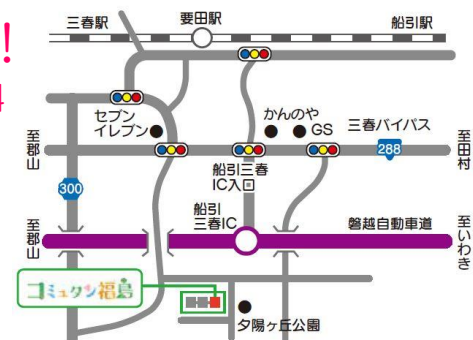 三春駅
要田駅
船引駅
!
セブン
イレブン
かんのや
GS
三春バイパス
288
至郡山
至田村
船引三春
IC入口
300
船引
三春IC
磐越自動車道
至郡山
至いわき
コミュタン福島
夕陽ヶ丘公園